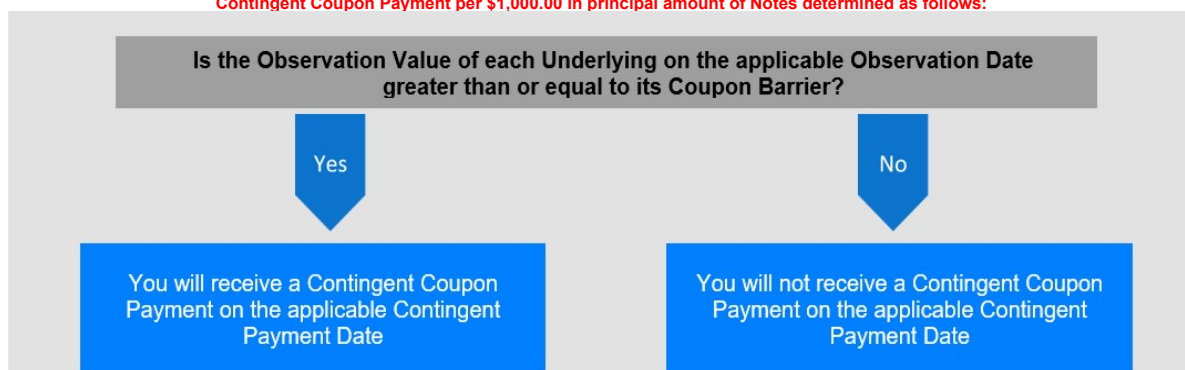 Contingent Coupon Payment per $1,000.00 in principal amount of Notes determined as follows:
Is the Observation Value of each Underlying on the applicable Observation Date
greater than or equal to its Coupon Barrier?
Yes
No
You will receive a Contingent Coupon
Payment on the applicable Contingent
Payment Date
You will not receive a Contingent Coupon
Payment on the applicable Contingent
Payment Date